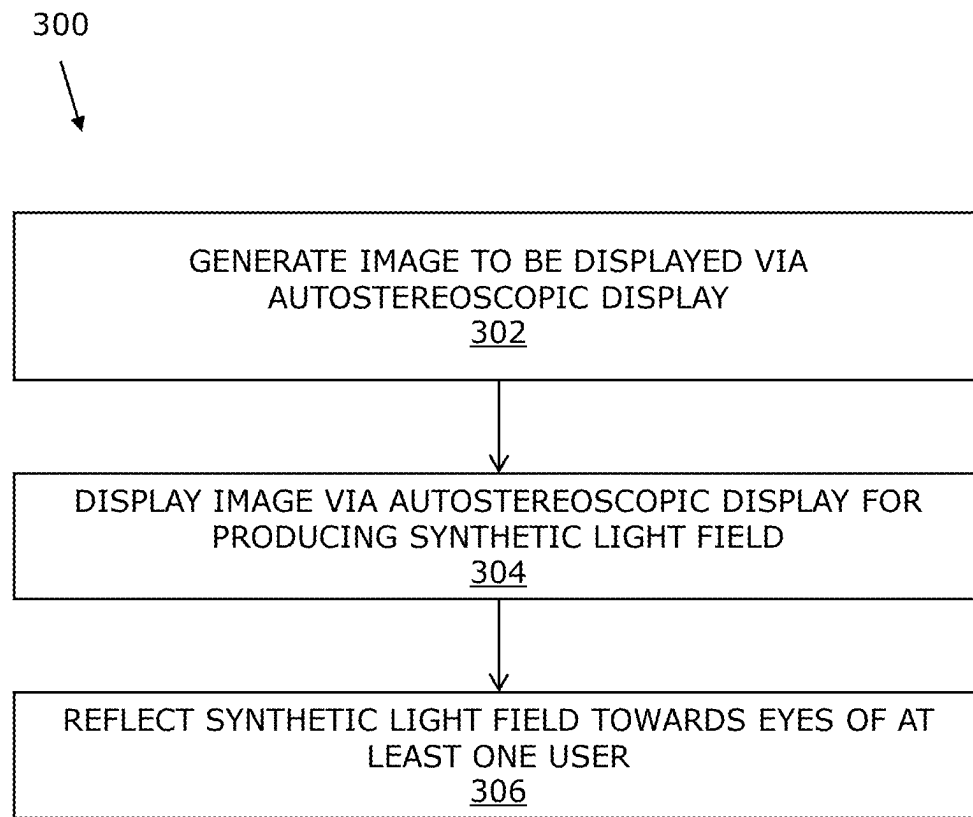 300
GENERATE IMAGE TO BE DISPLAYED VIA
AUTOSTEREOSCOPIC DISPLAY
302
DISPLAY IMAGE VIA AUTOSTEREOSCOPIC DISPLAY FOR
PRODUCING SYNTHETIC LIGHT FIELD
304
REFLECT SYNTHETIC LIGHT FIELD TOWARDS EYES OF AT
LEAST ONE USER
306